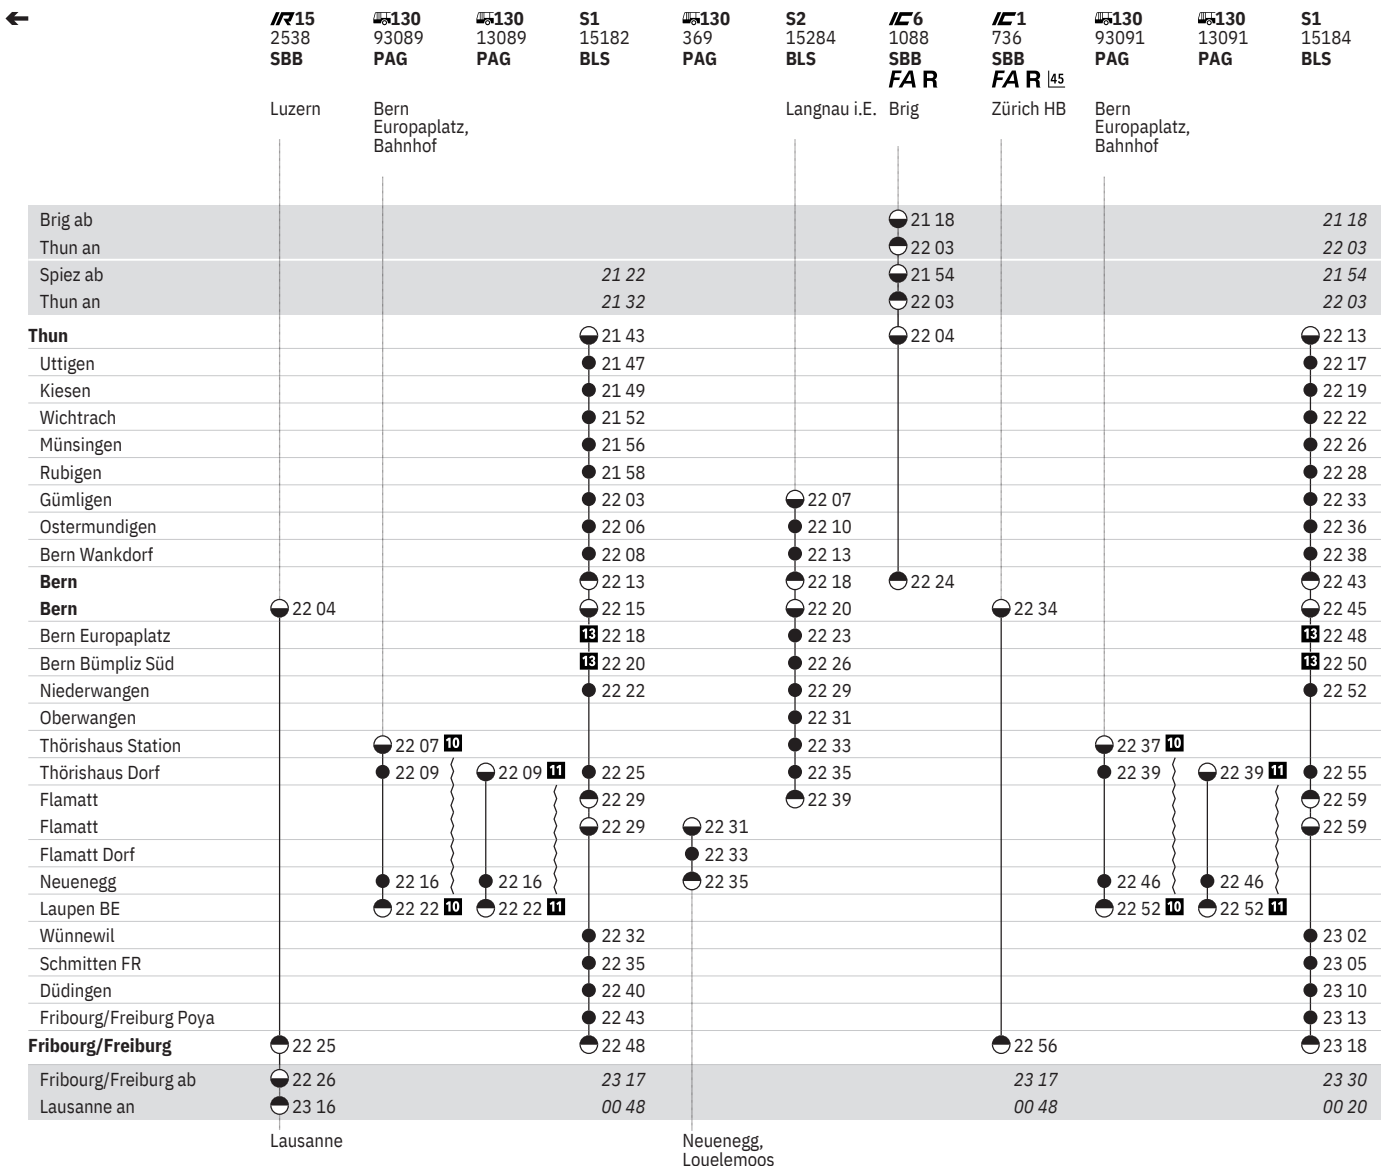 IR15 130 130 S1 130 S2 IC6 IC1 130 130 S1
2538 93089 13089 15182 369 15284 1088 736 93091 13091 15184
SBB PAG PAG BLS PAG BLS SBB SBB PAG PAG BLS
FA R FA R 45
Luzern Bern Langnau i.E. Brig Zürich HB Bern
Europaplatz, Europaplatz,
Bahnhof Bahnhof
Brig ab 21 18 21 18
Thun an 22 03 22 03
Spiez ab 21 22 21 54 21 54
Thun an 21 32 22 03 22 03
Thun 21 43 22 04 22 13
Uttigen 21 47 22 17
Kiesen 21 49 22 19
Wichtrach 21 52 22 22
Münsingen 21 56 22 26
Rubigen 21 58 22 28
Gümligen 22 03 22 07 22 33
Ostermundigen 22 06 22 10 22 36
Bern Wankdorf 22 08 22 13 22 38
Bern 22 13 22 18 22 24 22 43
Bern 22 04 22 15 22 20 22 34 22 45
Bern Europaplatz 13 22 18 22 23 13 22 48
Bern Bümpliz Süd 13 22 20 22 26 13 22 50
Niederwangen 22 22 22 29 22 52
Oberwangen 22 31
Thörishaus Station 22 07 10 22 33 22 37 10
Thörishaus Dorf 22 09 22 09 11 22 25 22 35 22 39 22 39 11 22 55
Flamatt 22 29 22 39 22 59
Flamatt 22 29 22 31 22 59
Flamatt Dorf 22 33
Neuenegg 22 16 22 16 22 35 22 46 22 46
Laupen BE 22 22 10 22 22 11 22 52 10 22 52 11
Wünnewil 22 32 23 02
Schmitten FR 22 35 23 05
Düdingen 22 40 23 10
Fribourg/Freiburg Poya 22 43 23 13
Fribourg/Freiburg 22 25 22 48 22 56 23 18
Fribourg/Freiburg ab 22 26 23 17 23 17 23 30
Lausanne an 23 16 00 48 00 48 00 20
Lausanne Neuenegg,
Louelemoos